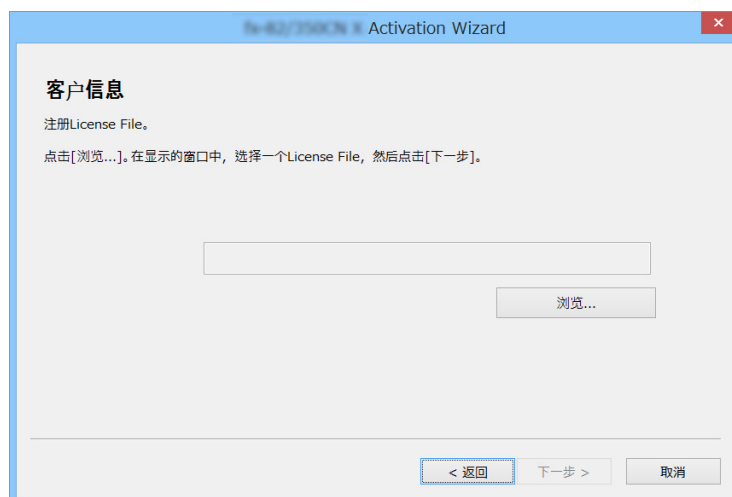 Activation Wizard
客户信息
注册License File。
点击[浏览...]。在显示的窗口中，选择一个License File，然后点击[下一步]。
浏览...
< 返回
下一步 >
取消